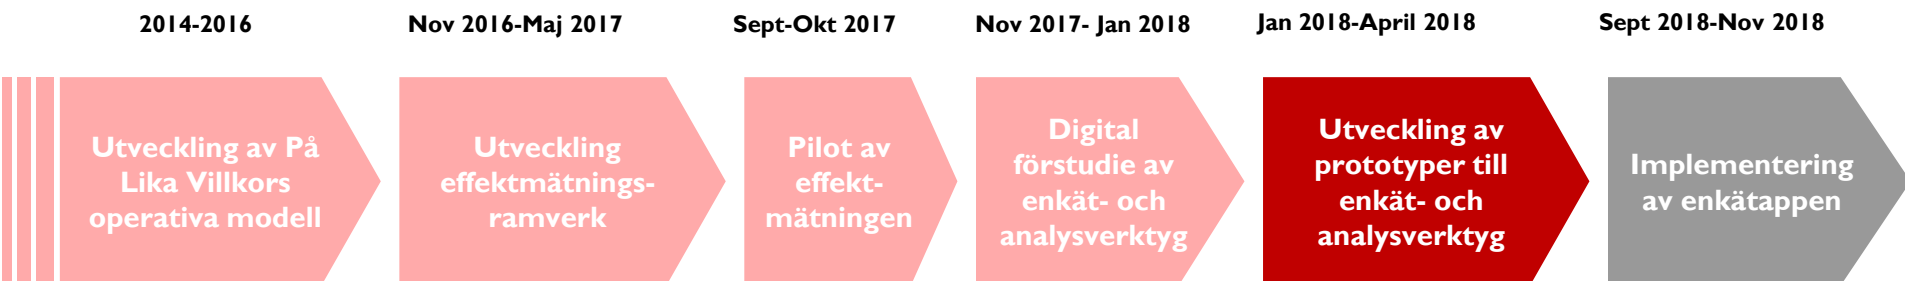 2014-2016
Nov 2016-Maj 2017
Sept-Okt 2017
Nov 2017- Jan 2018
Jan 2018-April 2018
Sept 2018-Nov 2018
Utveckling av På
Lika Villkors
operativa modell
Utveckling
effektmätnings-
ramverk
Pilot av
effekt-
mätningen
Digital
förstudie av
enkät- och
analysverktyg
Utveckling av
prototyper till
enkät- och
analysverktyg
Implementering
av enkätappen